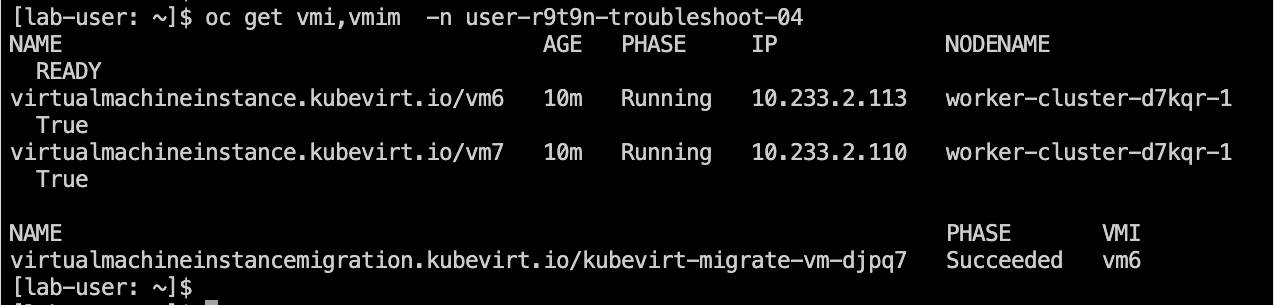 [lab-user: ~]$ oc get vmi,vmim  -n user-r9t9n-troubleshoot-04
NAME                                       AGE   PHASE     IP             NODENAME
  READY
virtualmachineinstance.kubevirt.io/vm6   10m   Running   10.233.2.113   worker-cluster-d7kqr-1
  True
virtualmachineinstance.kubevirt.io/vm7   10m   Running   10.233.2.110   worker-cluster-d7kqr-1
  True
NAME                                                                    PHASE       VMI
virtualmachineinstancemigration.kubevirt.io/kubevirt-migrate-vm-djpq7   Succeeded   vm6
[lab-user: ~]$